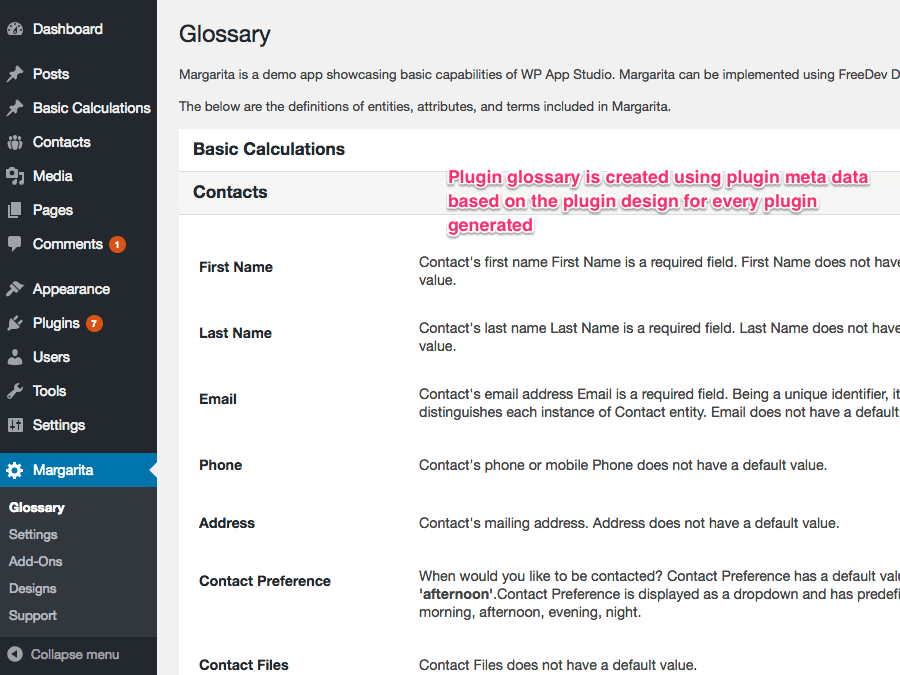 Dashboard
Posts
Basic Calculations
Contacts
Media
Pages
Comments 1
Appearance
Plugins 7
Users
Tools
Settings
Margarita
Glossary
Settings
Add-Ons
Designs
Support
Collapse menu
Glossary
Margarita is a demo app showcasing basic capabilities of WP App Studio. Margarita can be implemented using FreeDev D
The below are the definitions of entities, attributes, and terms included in Margarita.
Basic Calculations
Contacts
Plugin glossary is created using plugin meta data
based on the plugin design for every plugin
generated
First Name
Contact's first name First Name is a required field. First Name does not have
value.
Last Name
Contact's last name Last Name is a required field. Last Name does not have
value.
Email
Contact's email address Email is a required field. Being a unique identifier, it
distinguishes each instance of Contact entity. Email does not have a default
Phone
Contact's phone or mobile Phone does not have a default value.
Address
Contact's mailing address. Address does not have a default value.
Contact Preference
When would you like to be contacted? Contact Preference has a default valu
'afternoon'.Contact Preference is displayed as a dropdown and has predefi
morning, afternoon, evening, night.
Contact Files
Contact Files does not have a default value.